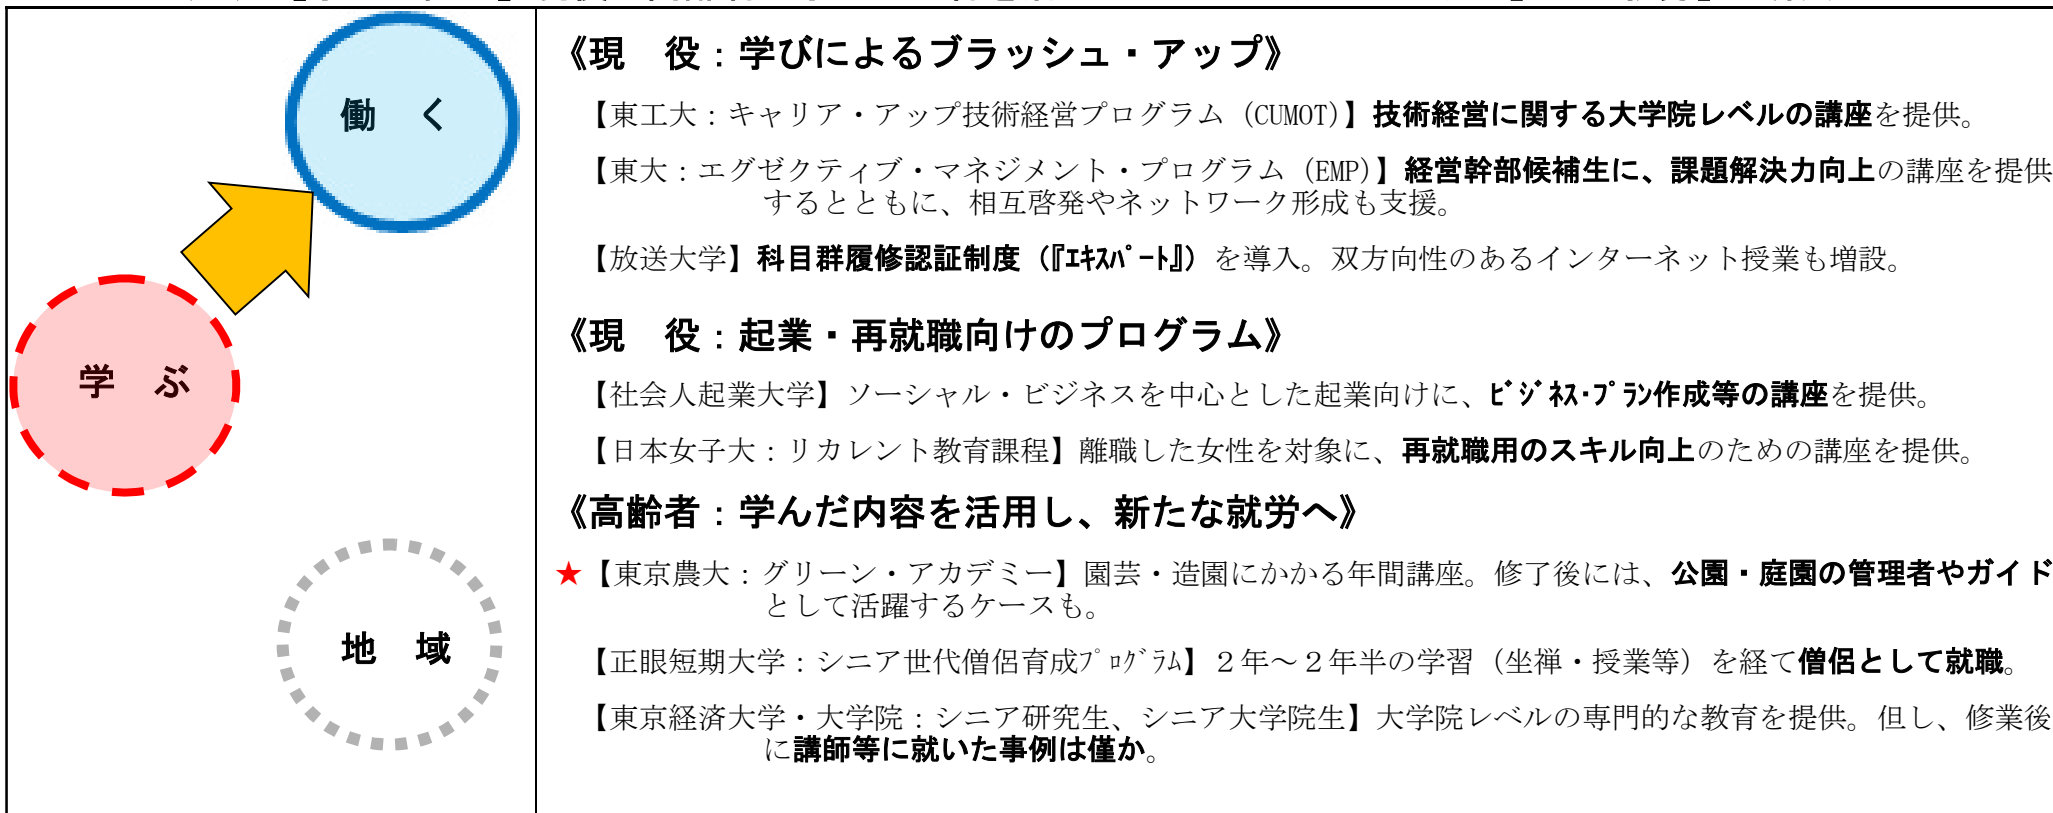 働　く
学　ぶ
地　域
《現　役：学びによるブラッシュ・アップ》
【東工大：キャリア・アップ技術経営プログラム（CUMOT)】技術経営に関する大学院レベルの講座を提供。
【東大：エグゼクティブ・マネジメント・プログラム（EMP)】経営幹部候補生に、課題解決力向上の講座を提供
するとともに、相互啓発やネットワーク形成も支援。
【放送大学】科目群履修認証制度（『ｴｷｽﾊﾟｰﾄ』）を導入。双方向性のあるインターネット授業も増設。
《現　役：起業・再就職向けのプログラム》
【社会人起業大学】ソーシャル・ビジネスを中心とした起業向けに、ﾋﾞｼﾞﾈｽ･ﾌﾟﾗﾝ作成等の講座を提供。
【日本女子大：リカレント教育課程】離職した女性を対象に、再就職用のスキル向上のための講座を提供。
《高齢者：学んだ内容を活用し、新たな就労へ》
★【東京農大：グリーン・アカデミー】園芸・造園にかかる年間講座。修了後には、公園・庭園の管理者やガイド
として活躍するケースも。
【正眼短期大学：シニア世代僧侶育成ﾌﾟﾛｸﾞﾗﾑ】２年～２年半の学習（坐禅・授業等）を経て僧侶として就職。
【東京経済大学・大学院：シニア研究生、シニア大学院生】大学院レベルの専門的な教育を提供。但し、修業後
に講師等に就いた事例は僅か。